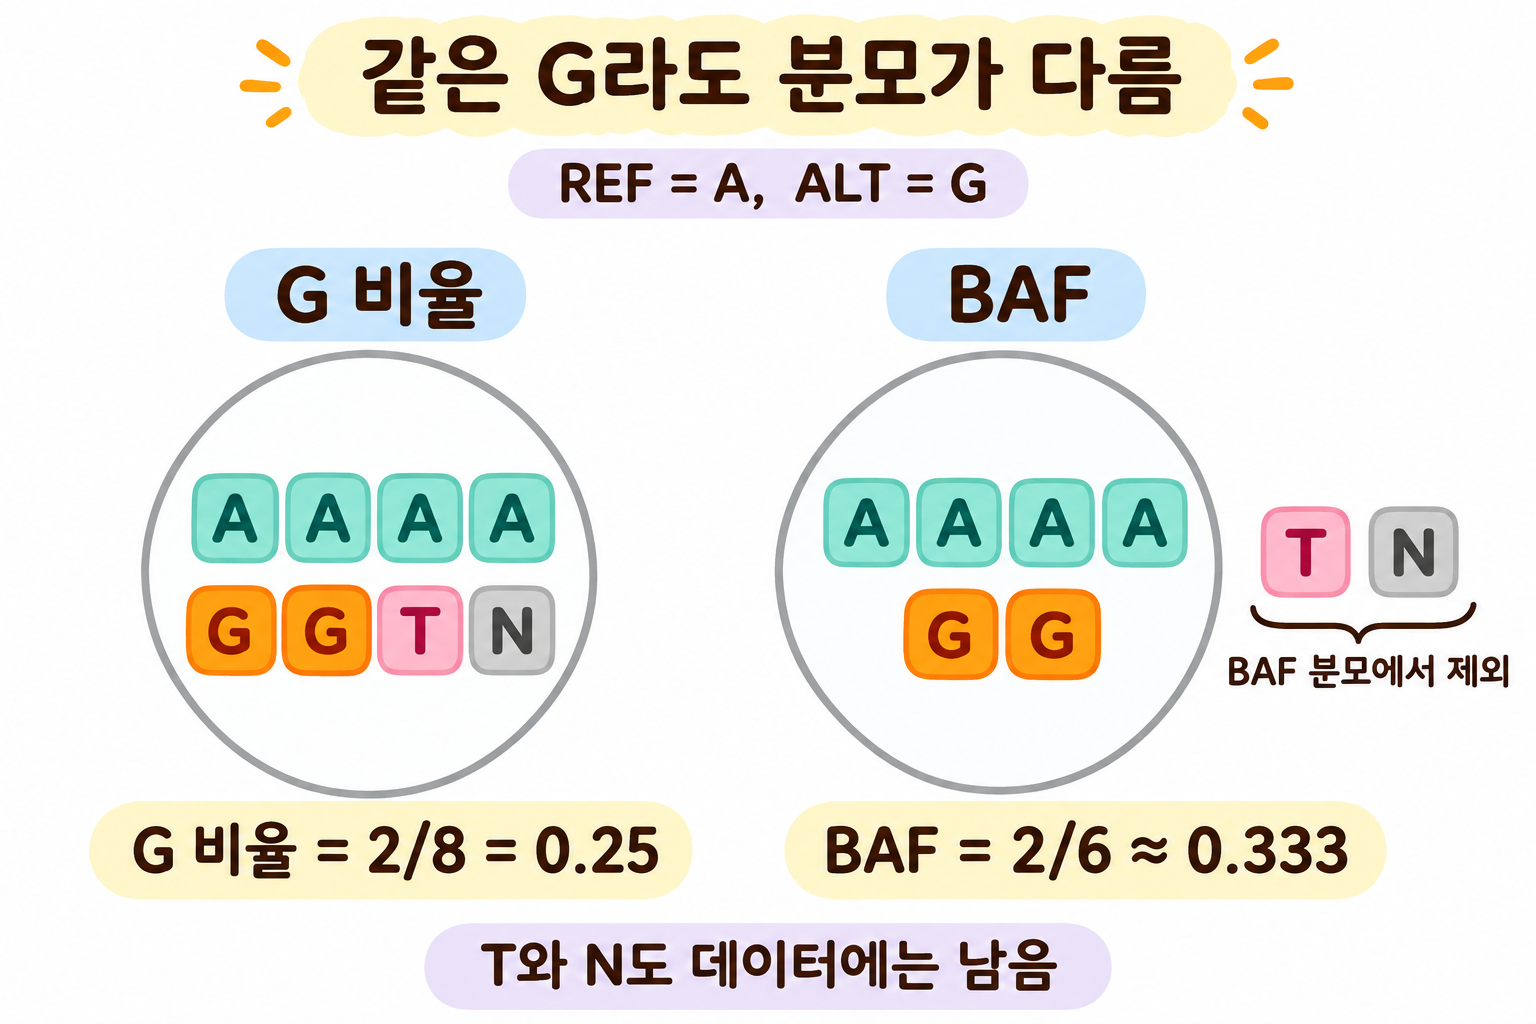 같은 G라도 분모가 다름
REF = A, ALT = G
G 비율
A A A A
G G T N
G 비율 = 2/8 = 0.25
BAF
A A A A
G G
T N
BAF 분모에서 제외
BAF = 2/6 ≈ 0.333
T와 N도 데이터에는 남음